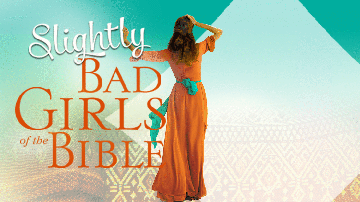 Slightly
BAD
GIRLS
of the
BIBLE